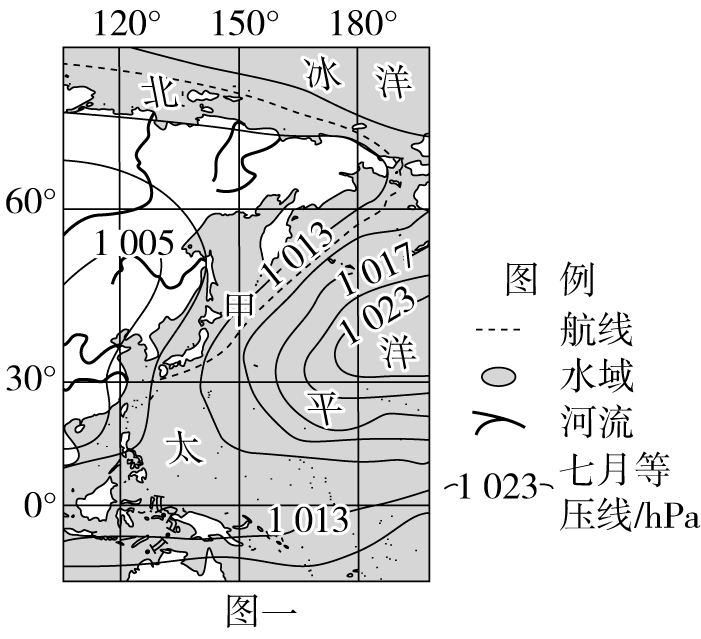 120° 150° 180°
北 冰 洋
60°
1 005
1 013
1 017
1 023
甲
洋
30°
平
太
0°
1 013
图一
图 例
航线
水域
河流
1 023
七月等
压线/hPa